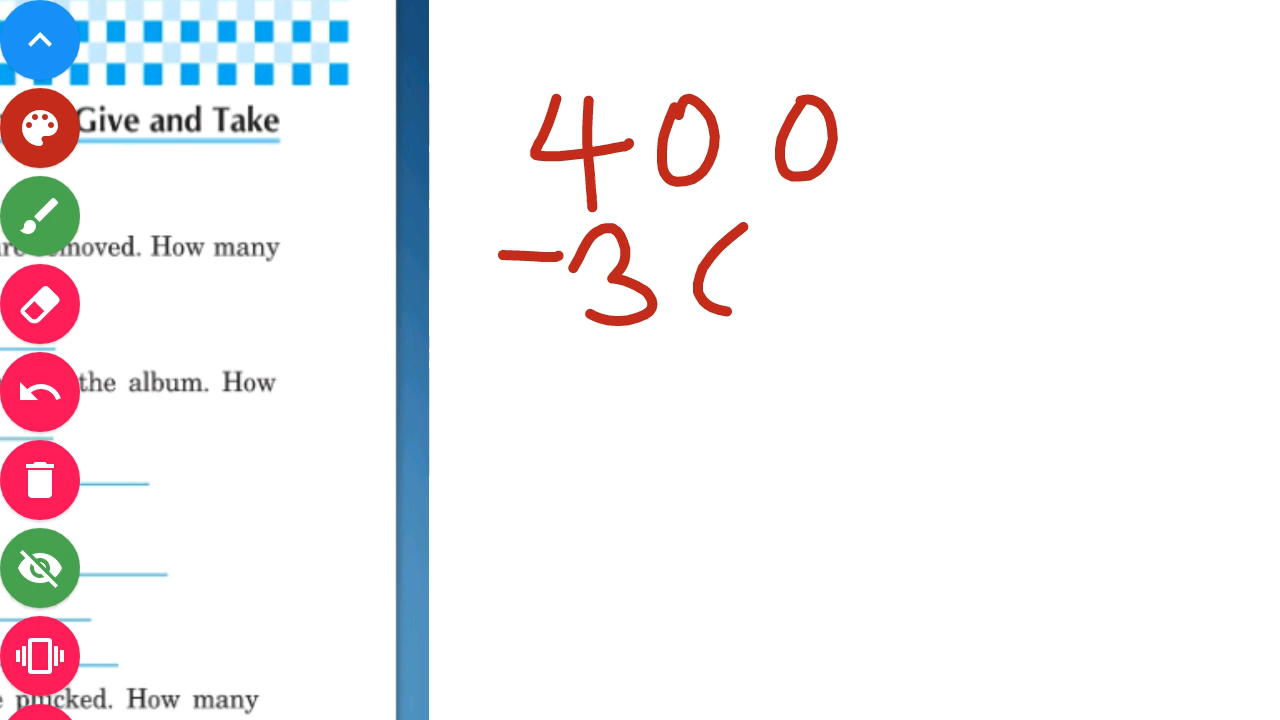 Give and Take
moved. How many
the album. How
plucked. How many
400
-3(